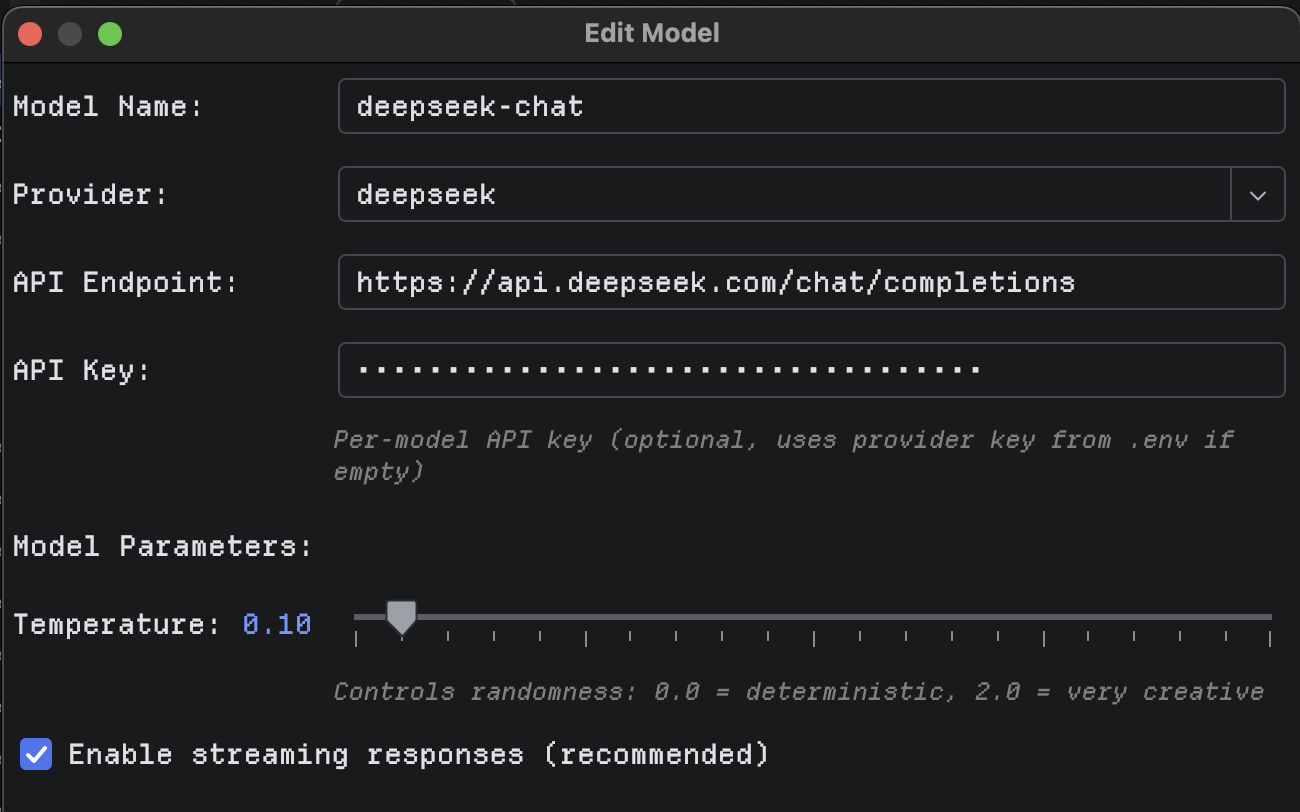 Edit Model
Model Name: deepseek-chat
Provider: deepseek
API Endpoint: https://api.deepseek.com/chat/completions
API Key: •••••••••••••••••••••••••••••••••••
Per-model API key (optional, uses provider key from .env if
empty)
Model Parameters:
Temperature: 0.10
Controls randomness: 0.0 = deterministic, 2.0 = very creative
Enable streaming responses (recommended)